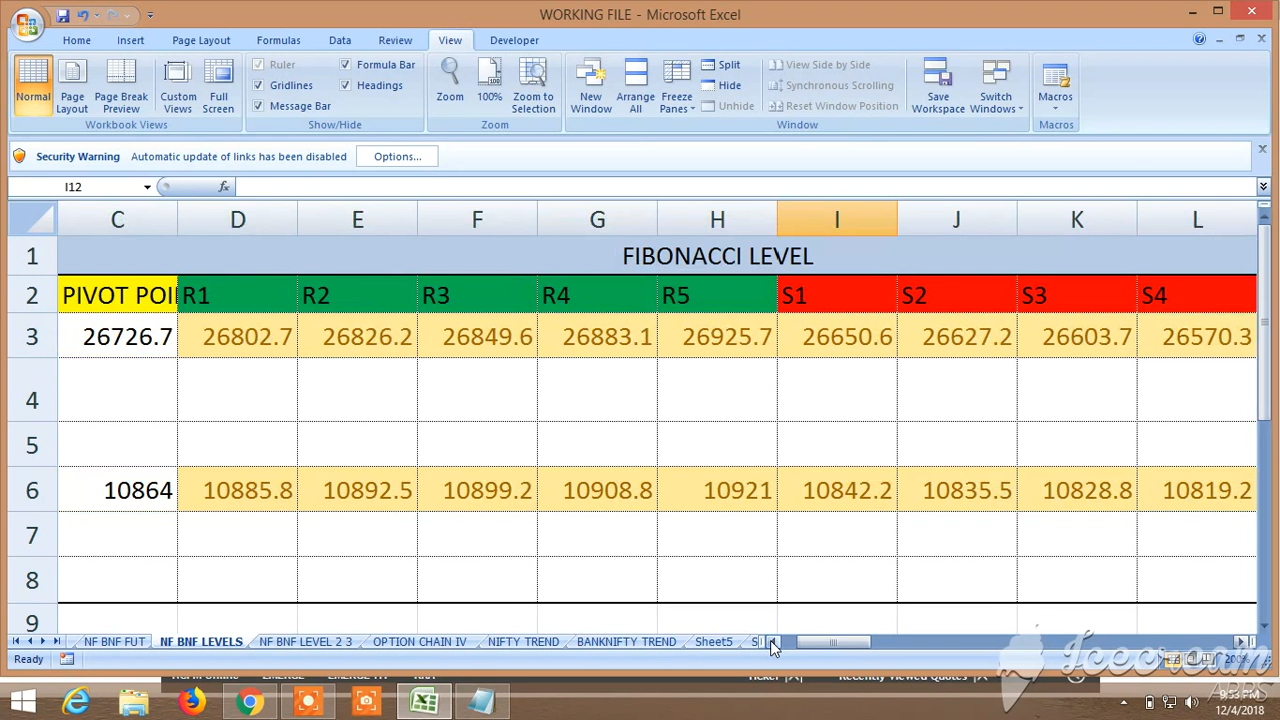 WORKING FILE - Microsoft Excel
Home Insert Page Layout Formulas Data Review View Developer
Normal Page Layout Page Break Preview Custom Views Full Screen
Workbook Views
Ruler Formula Bar
Gridlines Headings
Message Bar
Show/Hide
Zoom 100% Zoom to Selection
Zoom
New Window Arrange All Freeze Panes
Split
Hide
Unhide
View Side by Side
Synchronous Scrolling
Reset Window Position
Window
Save Workspace Switch Windows
Macros
Macros
Security Warning Automatic update of links has been disabled Options...
I12 fx
C D E F G H I J K L
1 FIBONACCI LEVEL
2 PIVOT POI R1 R2 R3 R4 R5 S1 S2 S3 S4
3 26726.7 26802.7 26826.2 26849.6 26883.1 26925.7 26650.6 26627.2 26603.7 26570.3
4
5
6 10864 10885.8 10892.5 10899.2 10908.8 10921 10842.2 10835.5 10828.8 10819.2
7
8
9
NF BNF FUT NF BNF LEVELS NF BNF LEVEL 2 3 OPTION CHAIN IV NIFTY TREND BANKNIFTY TREND Sheet5 S
Ready 200%
Icecream
APPS
9:53 PM
12/4/2018